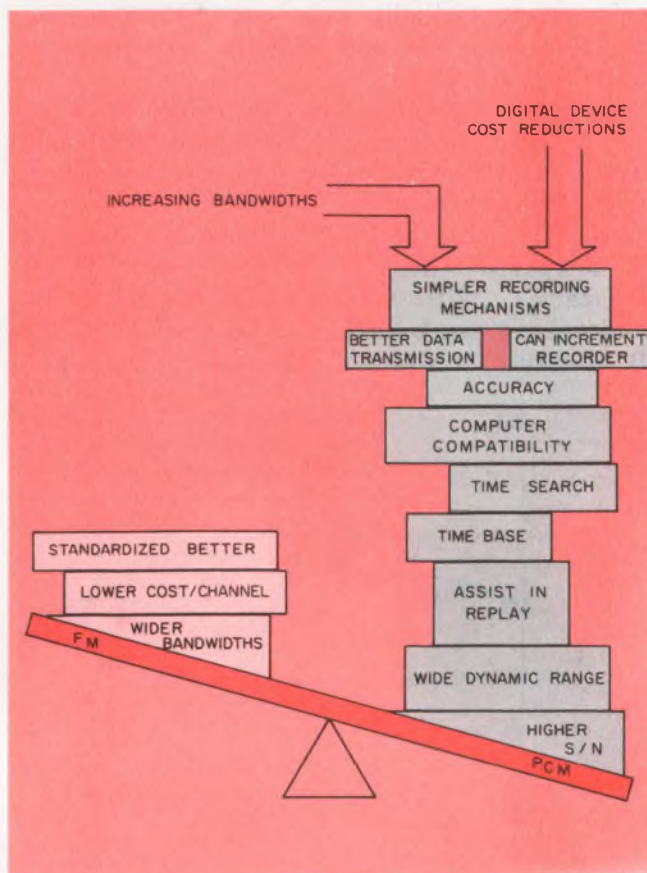 DIGITAL DEVICE
COST REDUCTIONS
INCREASING BANDWIDTHS
SIMPLER RECORDING
MECHANISMS
BETTER DATA
TRANSMISSION
CAN INCREMENT
RECORDER
ACCURACY
COMPUTER
COMPATIBILITY
TIME SEARCH
TIME BASE
ASSIST IN
REPLAY
WIDE DYNAMIC RANGE
HIGHER
S/N
PCM
STANDARDIZED BETTER
LOWER COST/CHANNEL
WIDER
BANDWIDTHS
FM